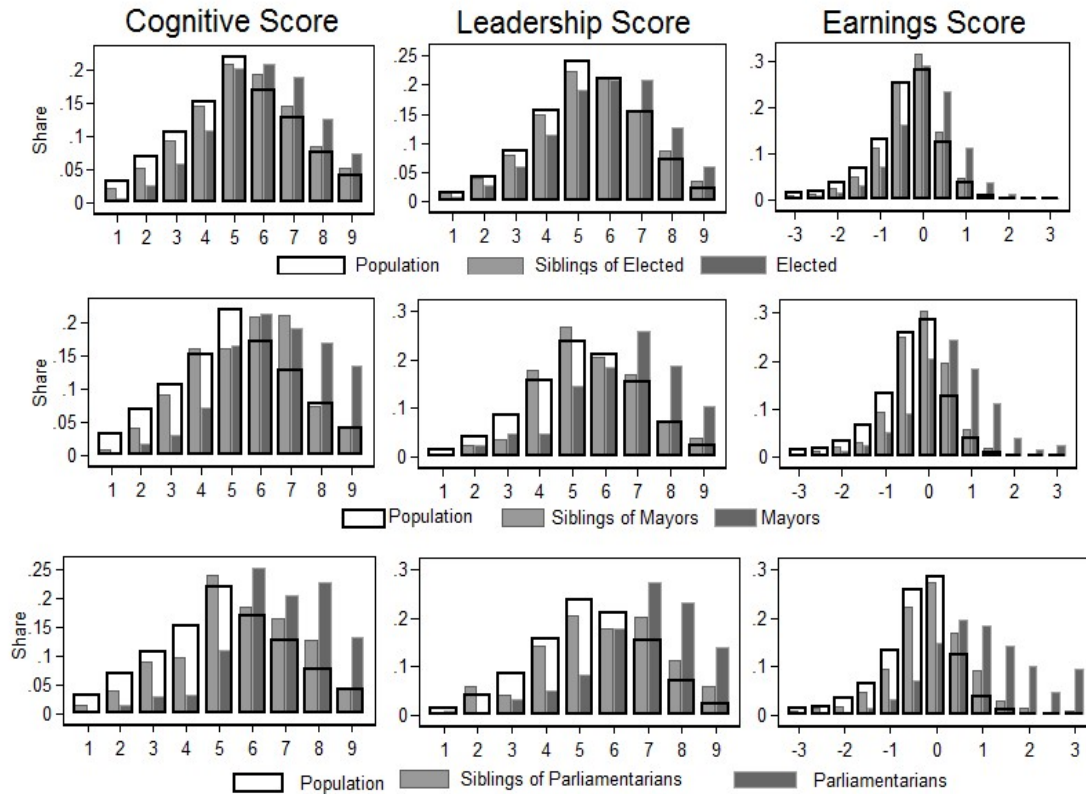 Cognitive Score Leadership Score Earnings Score
Share
.2
.15
.1
.05
0
1 2 3 4 5 6 7 8 9
.25
.2
.15
.1
.05
0
1 2 3 4 5 6 7 8 9
.3
.2
.1
0
-3 -2 -1 0 1 2 3
Population Siblings of Elected Elected
Share
.2
.15
.1
.05
0
1 2 3 4 5 6 7 8 9
.3
.2
.1
0
1 2 3 4 5 6 7 8 9
.3
.2
.1
0
-3 -2 -1 0 1 2 3
Population Siblings of Mayors Mayors
Share
.25
.2
.15
.1
.05
0
1 2 3 4 5 6 7 8 9
.3
.2
.1
0
1 2 3 4 5 6 7 8 9
.3
.2
.1
0
-3 -2 -1 0 1 2 3
Population Siblings of Parliamentarians Parliamentarians